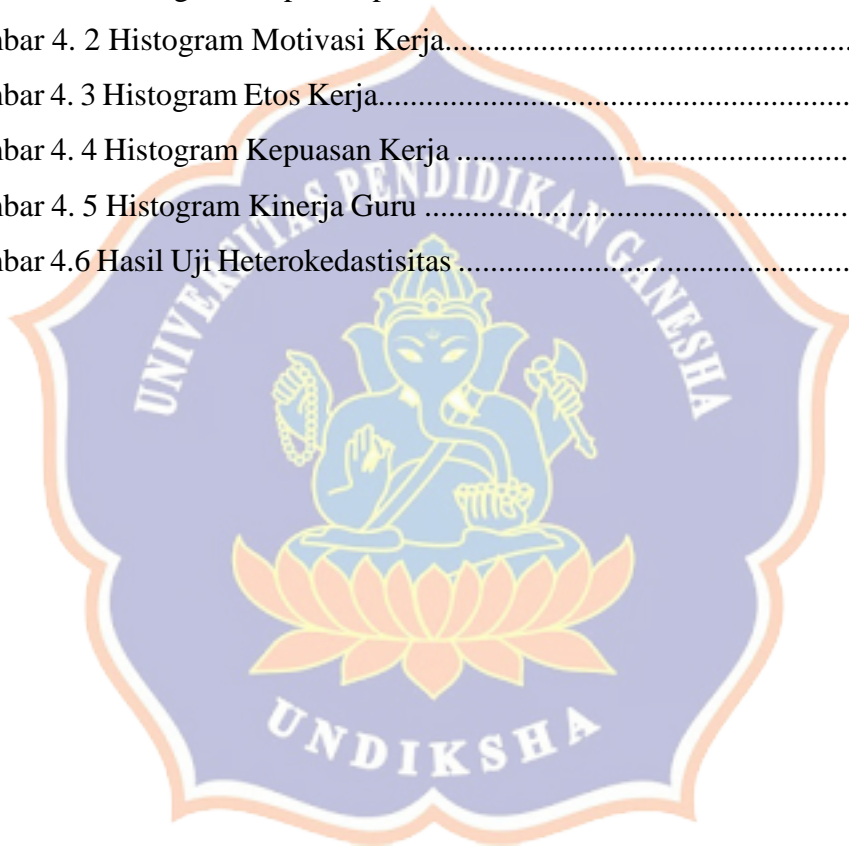 bar 4. 2 Histogram Motivasi Kerja
bar 4. 3 Histogram Etos Kerja
bar 4. 4 Histogram Kepuasan Kerja
bar 4. 5 Histogram Kinerja Guru
bar 4.6 Hasil Uji Heterokedastisitas
UNIVERSITAS PENDIDIKAN GANESHA
UNDIKSHA